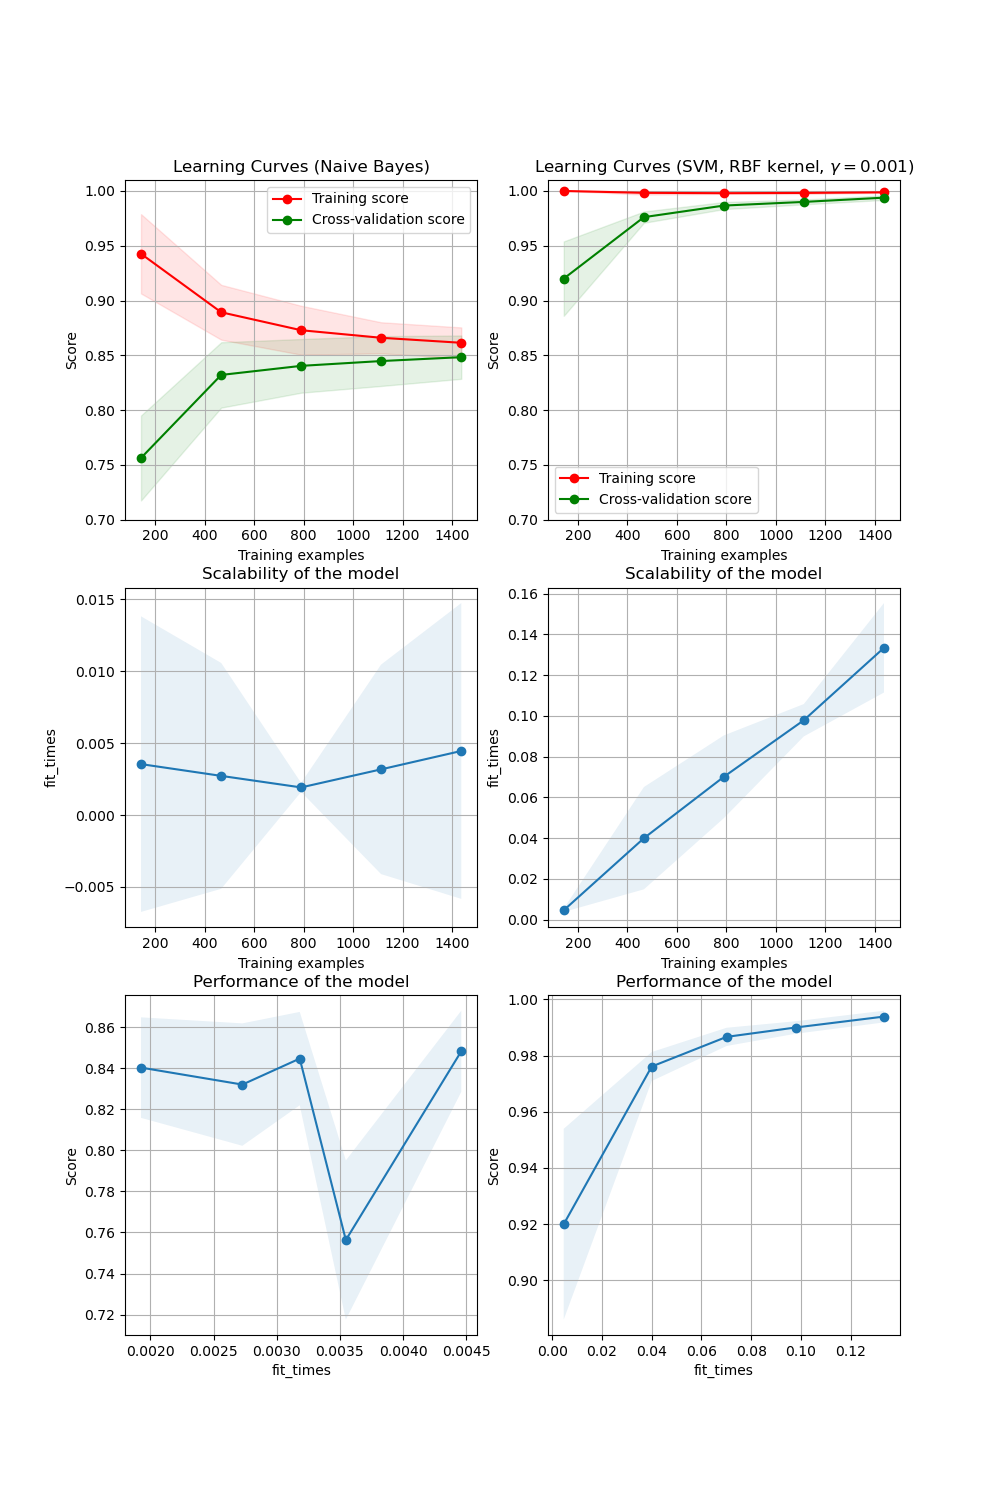 Learning Curves (Naive Bayes)
1.00
0.95
0.90
0.85
0.80
0.75
0.70
Score
Training score
Cross-validation score
200 400 600 800 1000 1200 1400
Training examples
Learning Curves (SVM, RBF kernel, γ = 0.001)
1.00
0.95
0.90
0.85
0.80
0.75
0.70
Score
Training score
Cross-validation score
200 400 600 800 1000 1200 1400
Training examples
Scalability of the model
0.015
0.010
0.005
0.000
−0.005
fit_times
200 400 600 800 1000 1200 1400
Training examples
Scalability of the model
0.16
0.14
0.12
0.10
0.08
0.06
0.04
0.02
0.00
fit_times
200 400 600 800 1000 1200 1400
Training examples
Performance of the model
0.86
0.84
0.82
0.80
0.78
0.76
0.74
0.72
Score
0.0020 0.0025 0.0030 0.0035 0.0040 0.0045
fit_times
Performance of the model
1.00
0.98
0.96
0.94
0.92
0.90
Score
0.00 0.02 0.04 0.06 0.08 0.10 0.12
fit_times